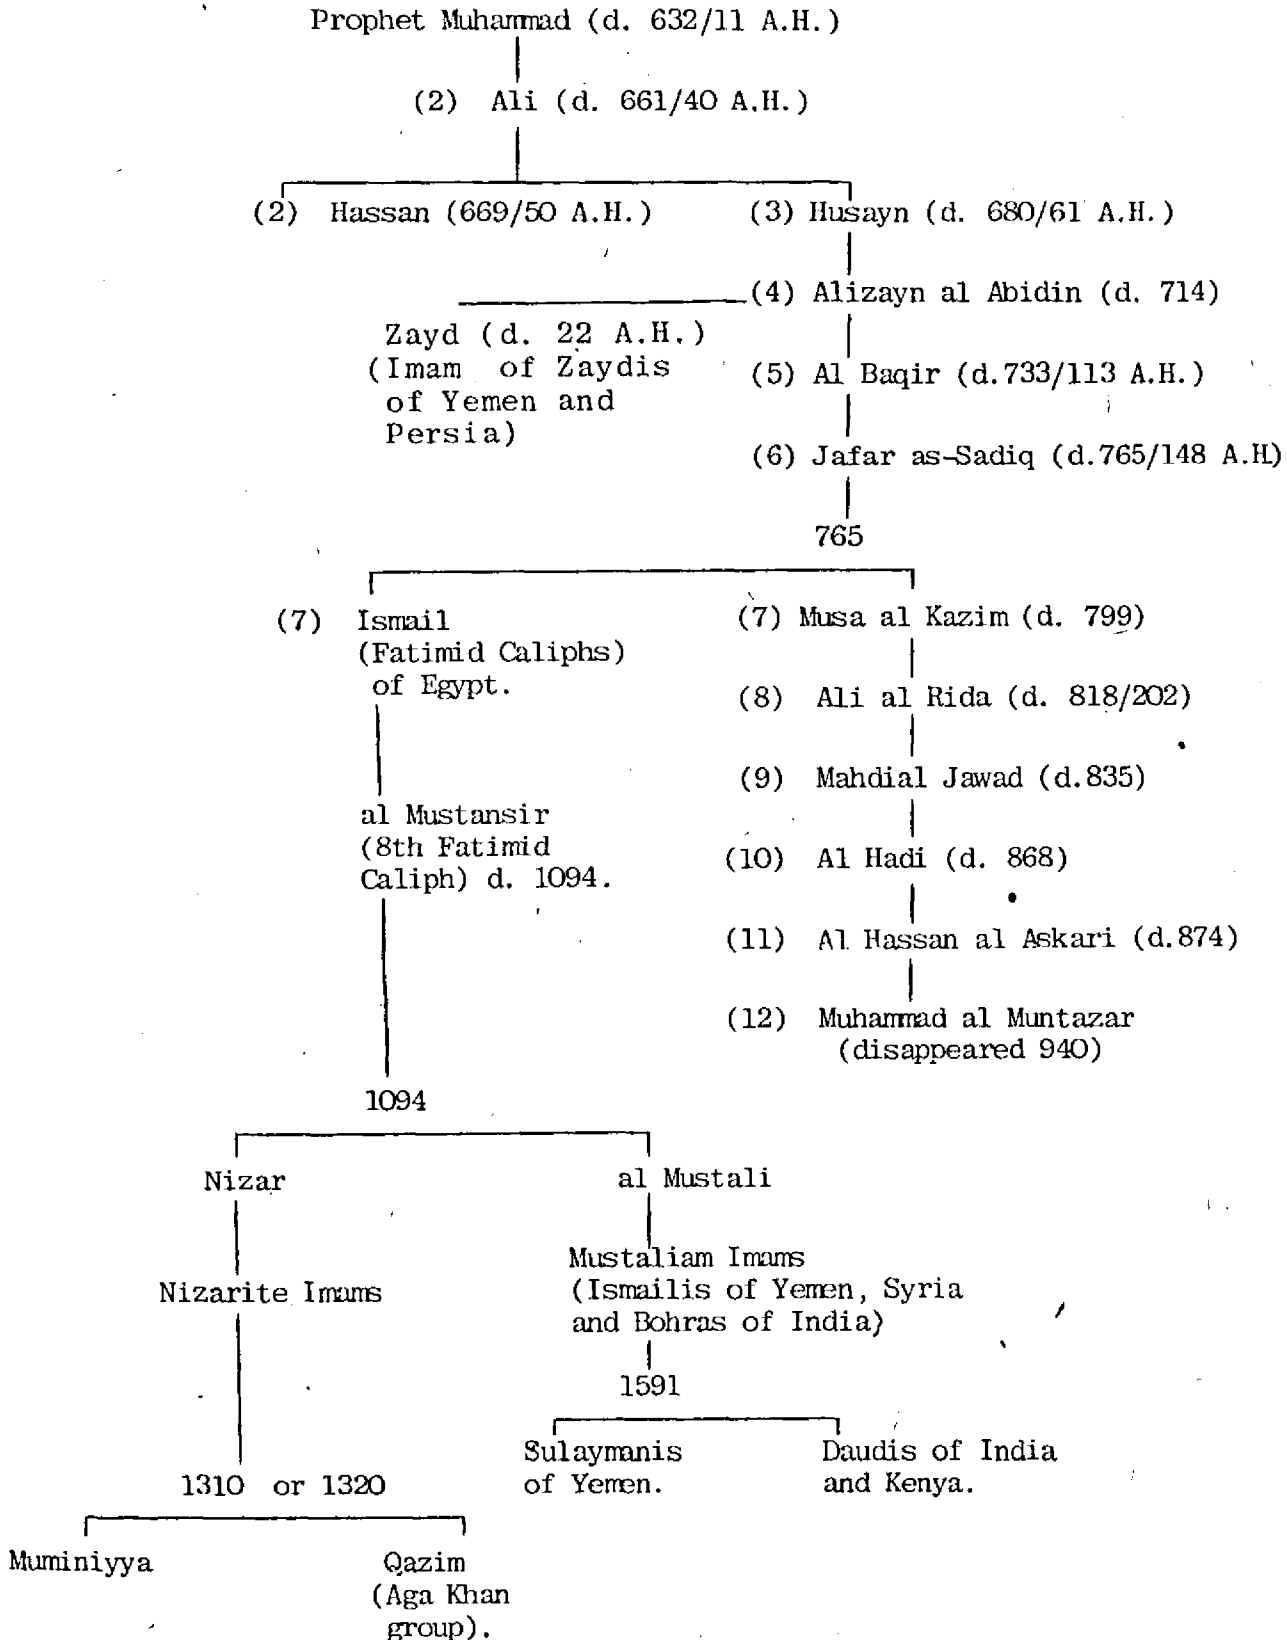 Prophet Muhammad (d. 632/11 A.H.)
(2) Ali (d. 661/40 A.H.)
(2) Hassan (669/50 A.H.)
(3) Husayn (d. 680/61 A.H.)
(4) Alizayn al Abidin (d. 714)
Zayd (d. 22 A.H.)
(Imam of Zaydis
of Yemen and
Persia)
(5) Al Baqir (d.733/113 A.H.)
(6) Jafar as-Sadiq (d.765/148 A.H.)
765
(7) Ismail
(Fatimid Caliphs)
of Egypt.
(7) Musa al Kazim (d. 799)
(8) Ali al Rida (d. 818/202)
(9) Mahdial Jawad (d.835)
al Mustansir
(8th Fatimid
Caliph) d. 1094.
(10) Al Hadi (d. 868)
(11) Al Hassan al Askari (d.874)
(12) Muhammad al Muntazar
(disappeared 940)
1094
Nizar
al Mustali
Nizarite Imams
Mustaliam Imams
(Ismailis of Yemen, Syria
and Bohras of India)
1591
Sulaymanis
of Yemen.
Daudis of India
and Kenya.
1310 or 1320
Muminiyya
Qazim
(Aga Khan
group).